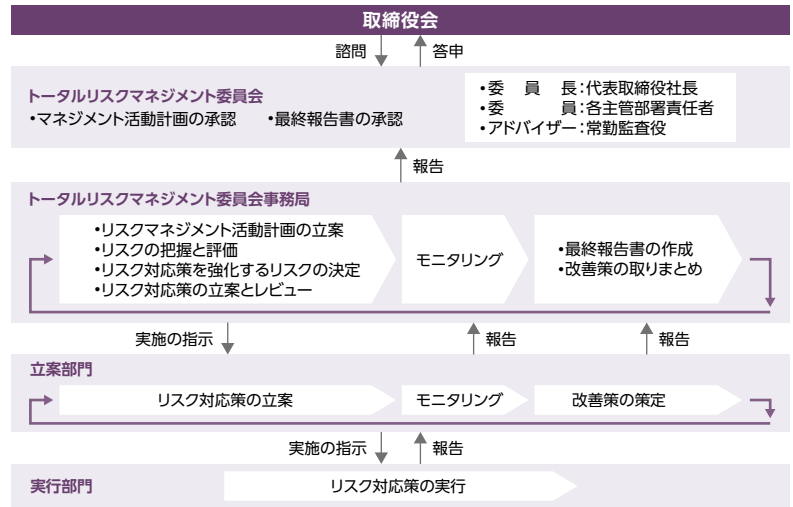 取締役会
諮問
答申
トータルリスクマネジメント委員会
•マネジメント活動計画の承認 •最終報告書の承認
•委員長:代表取締役社長
•委員:各主管部署責任者
•アドバイザー:常勤監査役
報告
トータルリスクマネジメント委員会事務局
•リスクマネジメント活動計画の立案
•リスクの把握と評価
•リスク対応策を強化するリスクの決定
•リスク対応策の立案とレビュー
モニタリング
•最終報告書の作成
•改善策の取りまとめ
実施の指示
報告
報告
立案部門
リスク対応策の立案
モニタリング
改善策の策定
実施の指示
報告
実行部門
リスク対応策の実行